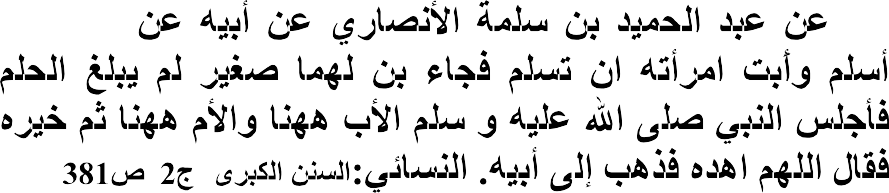 عن عبد الحميد بن سلمة الأنصاري عن أبيه عن
أسلم وأبت امرأته ان تسلم فجاء بن لهما صغير لم يبلغ الحلم
فأجلس النبي صلى الله عليه و سلم الأب ههنا والأم ههنا ثم خيره
فقال اللهم اهده فذهب إلى أبيه. النسائي:السنن الكبرى ج2 ص381